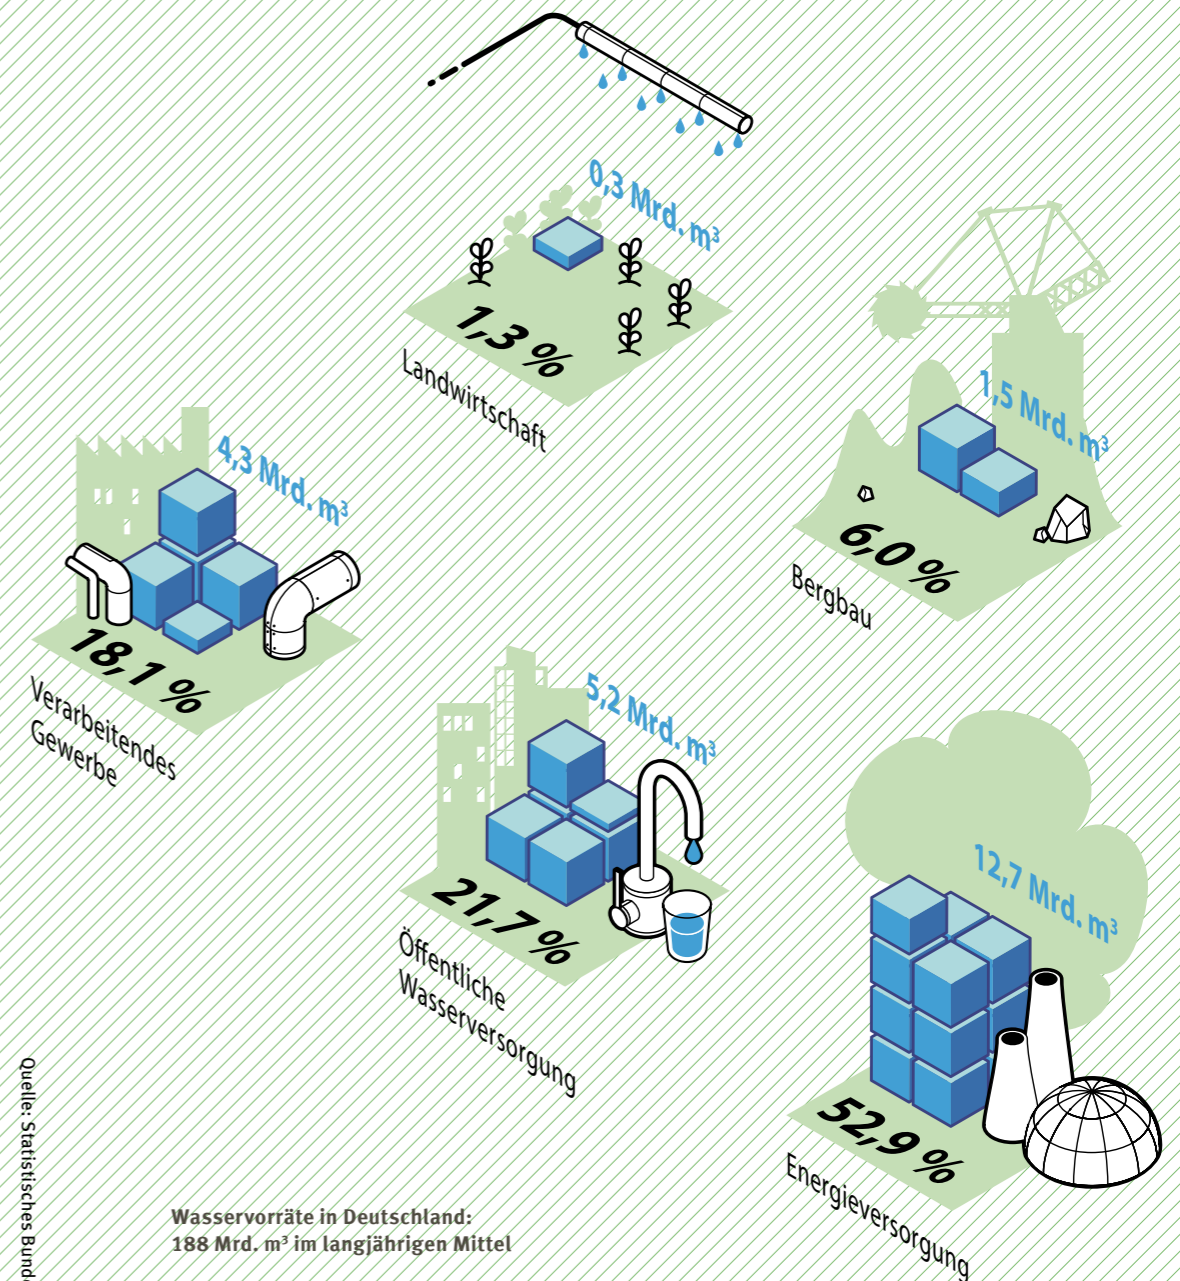 0,3 Mrd. m³
1,3 %
Landwirtschaft
1,5 Mrd. m³
6,0 %
Bergbau
4,3 Mrd. m³
18,1 %
Verarbeitendes
Gewerbe
5,2 Mrd. m³
21,7 %
Öffentliche
Wasserversorgung
12,7 Mrd. m³
52,9 %
Energieversorgung
Wasservorräte in Deutschland:
188 Mrd. m³ im langjährigen Mittel
Quelle: Statistisches